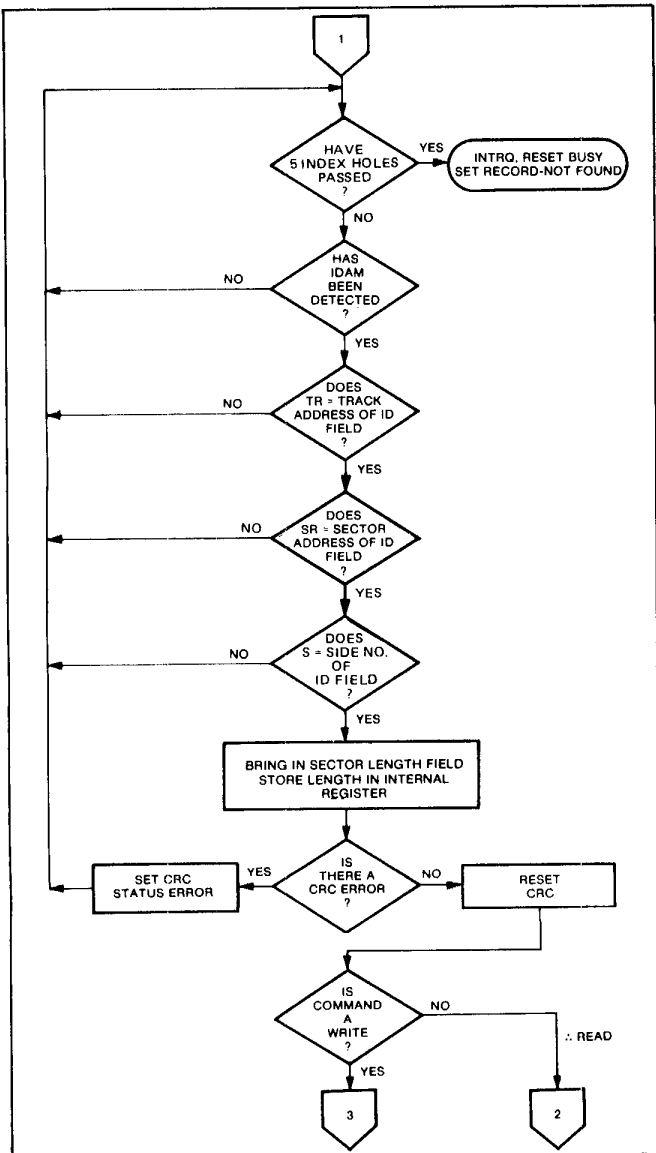 1
HAVE
5 INDEX HOLES
PASSED
?
YES
INTRQ, RESET BUSY
SET RECORD-NOT FOUND
NO
HAS
IDAM
BEEN
DETECTED
?
NO
YES
DOES
TR = TRACK
ADDRESS OF ID
FIELD
?
NO
YES
DOES
SR = SECTOR
ADDRESS OF ID
FIELD
?
NO
YES
DOES
S = SIDE NO.
OF
ID FIELD
?
NO
YES
BRING IN SECTOR LENGTH FIELD
STORE LENGTH IN INTERNAL
REGISTER
IS
THERE A
CRC ERROR
?
YES
SET CRC
STATUS ERROR
NO
RESET
CRC
IS
COMMAND
A
WRITE
?
NO
∴ READ
YES
3
2